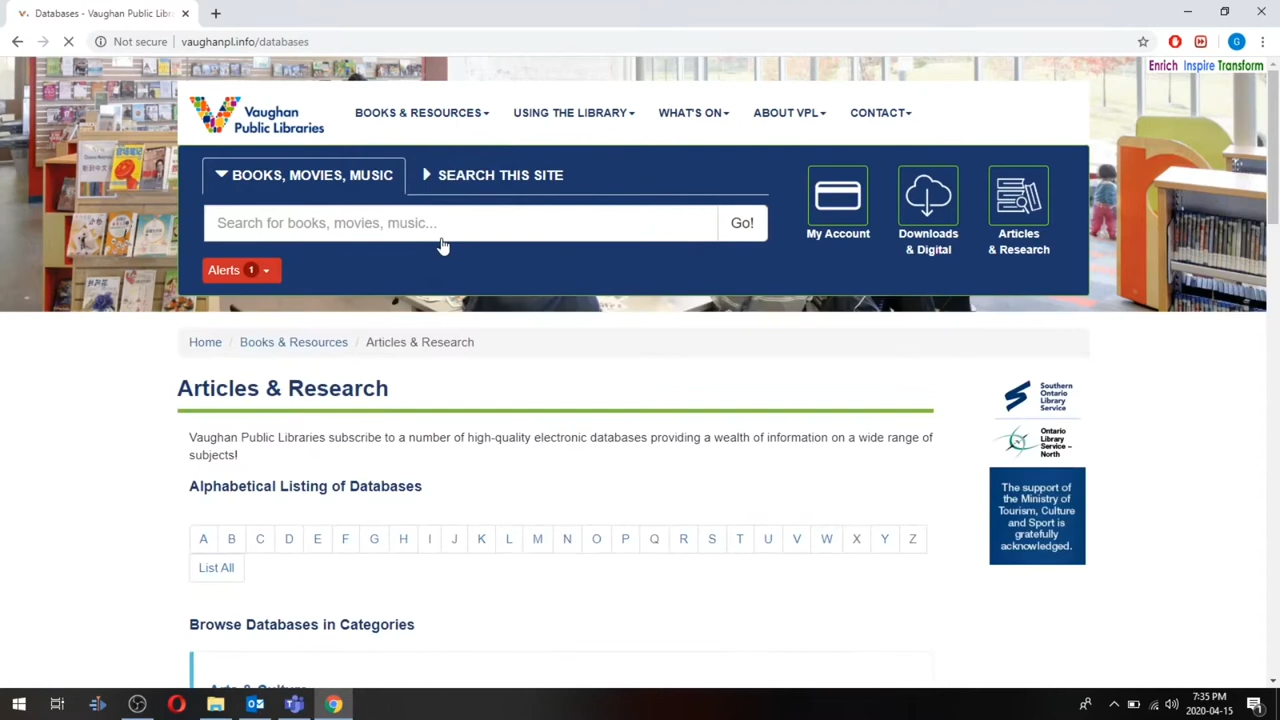 Databases - Vaughan Public Libr
Not secure | vaughanpl.info/databases
Enrich Inspire Transform
Vaughan
Public Libraries
BOOKS & RESOURCES
USING THE LIBRARY
WHAT'S ON
ABOUT VPL
CONTACT
BOOKS, MOVIES, MUSIC
SEARCH THIS SITE
Search for books, movies, music...
Go!
My Account
Downloads
& Digital
Articles
& Research
Alerts 1
Home / Books & Resources / Articles & Research
Articles & Research
Vaughan Public Libraries subscribe to a number of high-quality electronic databases providing a wealth of information on a wide range of
subjects!
Alphabetical Listing of Databases
A B C D E F G H I J K L M N O P Q R S T U V W X Y Z
List All
Browse Databases in Categories
Arts & Culture
Southern
Ontario
Library
Service
Ontario
Library
Service –
North
The support of
the Ministry of
Tourism, Culture
and Sport is
gratefully
acknowledged.
G
7:35 PM
2020-04-15
1